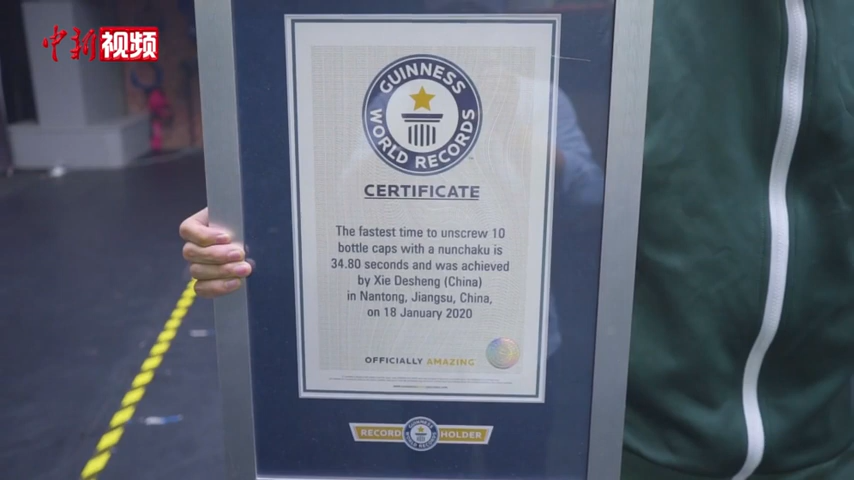 中新视频
GUINNESS
WORLD RECORDS
CERTIFICATE
The fastest time to unscrew 10
bottle caps with a nunchaku is
34.80 seconds and was achieved
by Xie Desheng (China)
in Nantong, Jiangsu, China,
on 18 January 2020
OFFICIALLY AMAZING
RECORD HOLDER